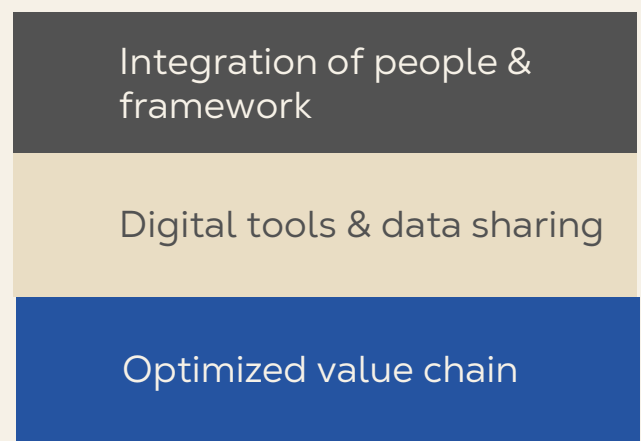 Integration of people &
framework
Digital tools & data sharing
Optimized value chain